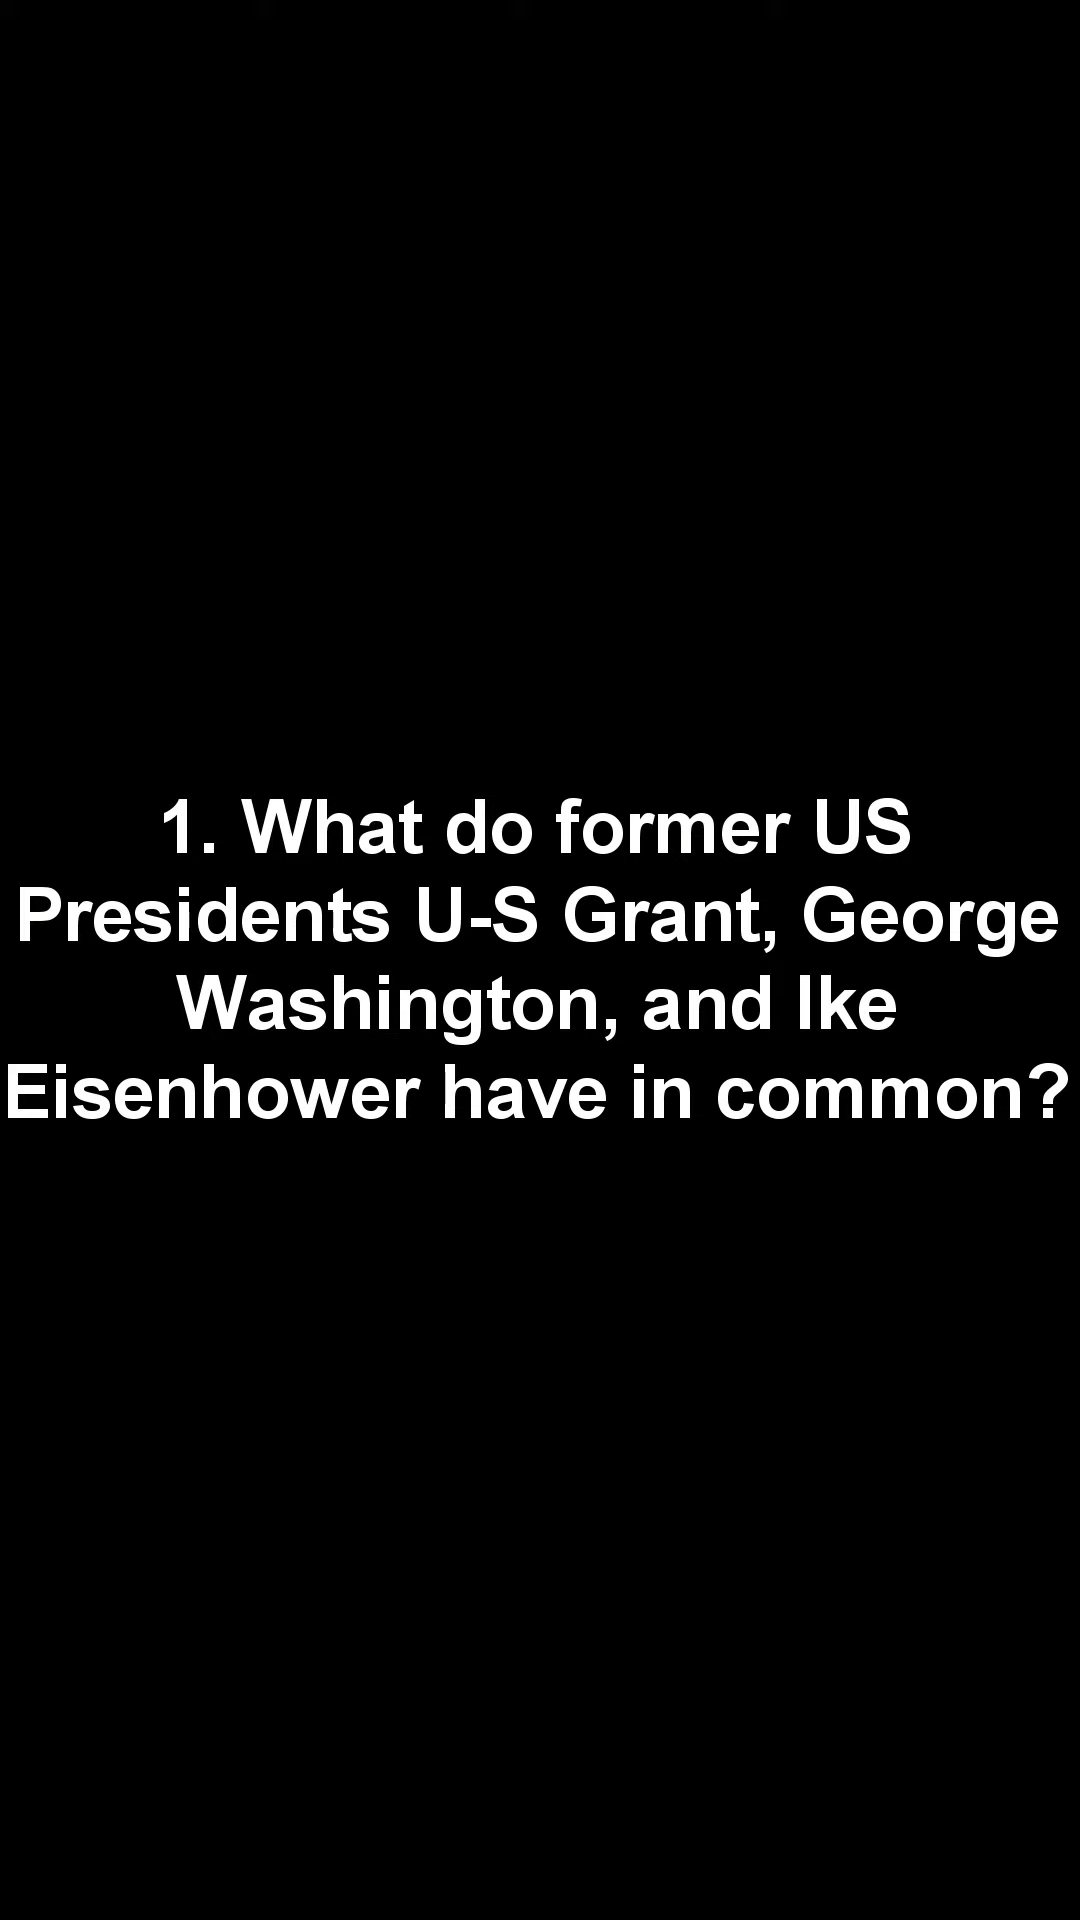 1. What do former US
Presidents U-S Grant, George
Washington, and Ike
Eisenhower have in common?